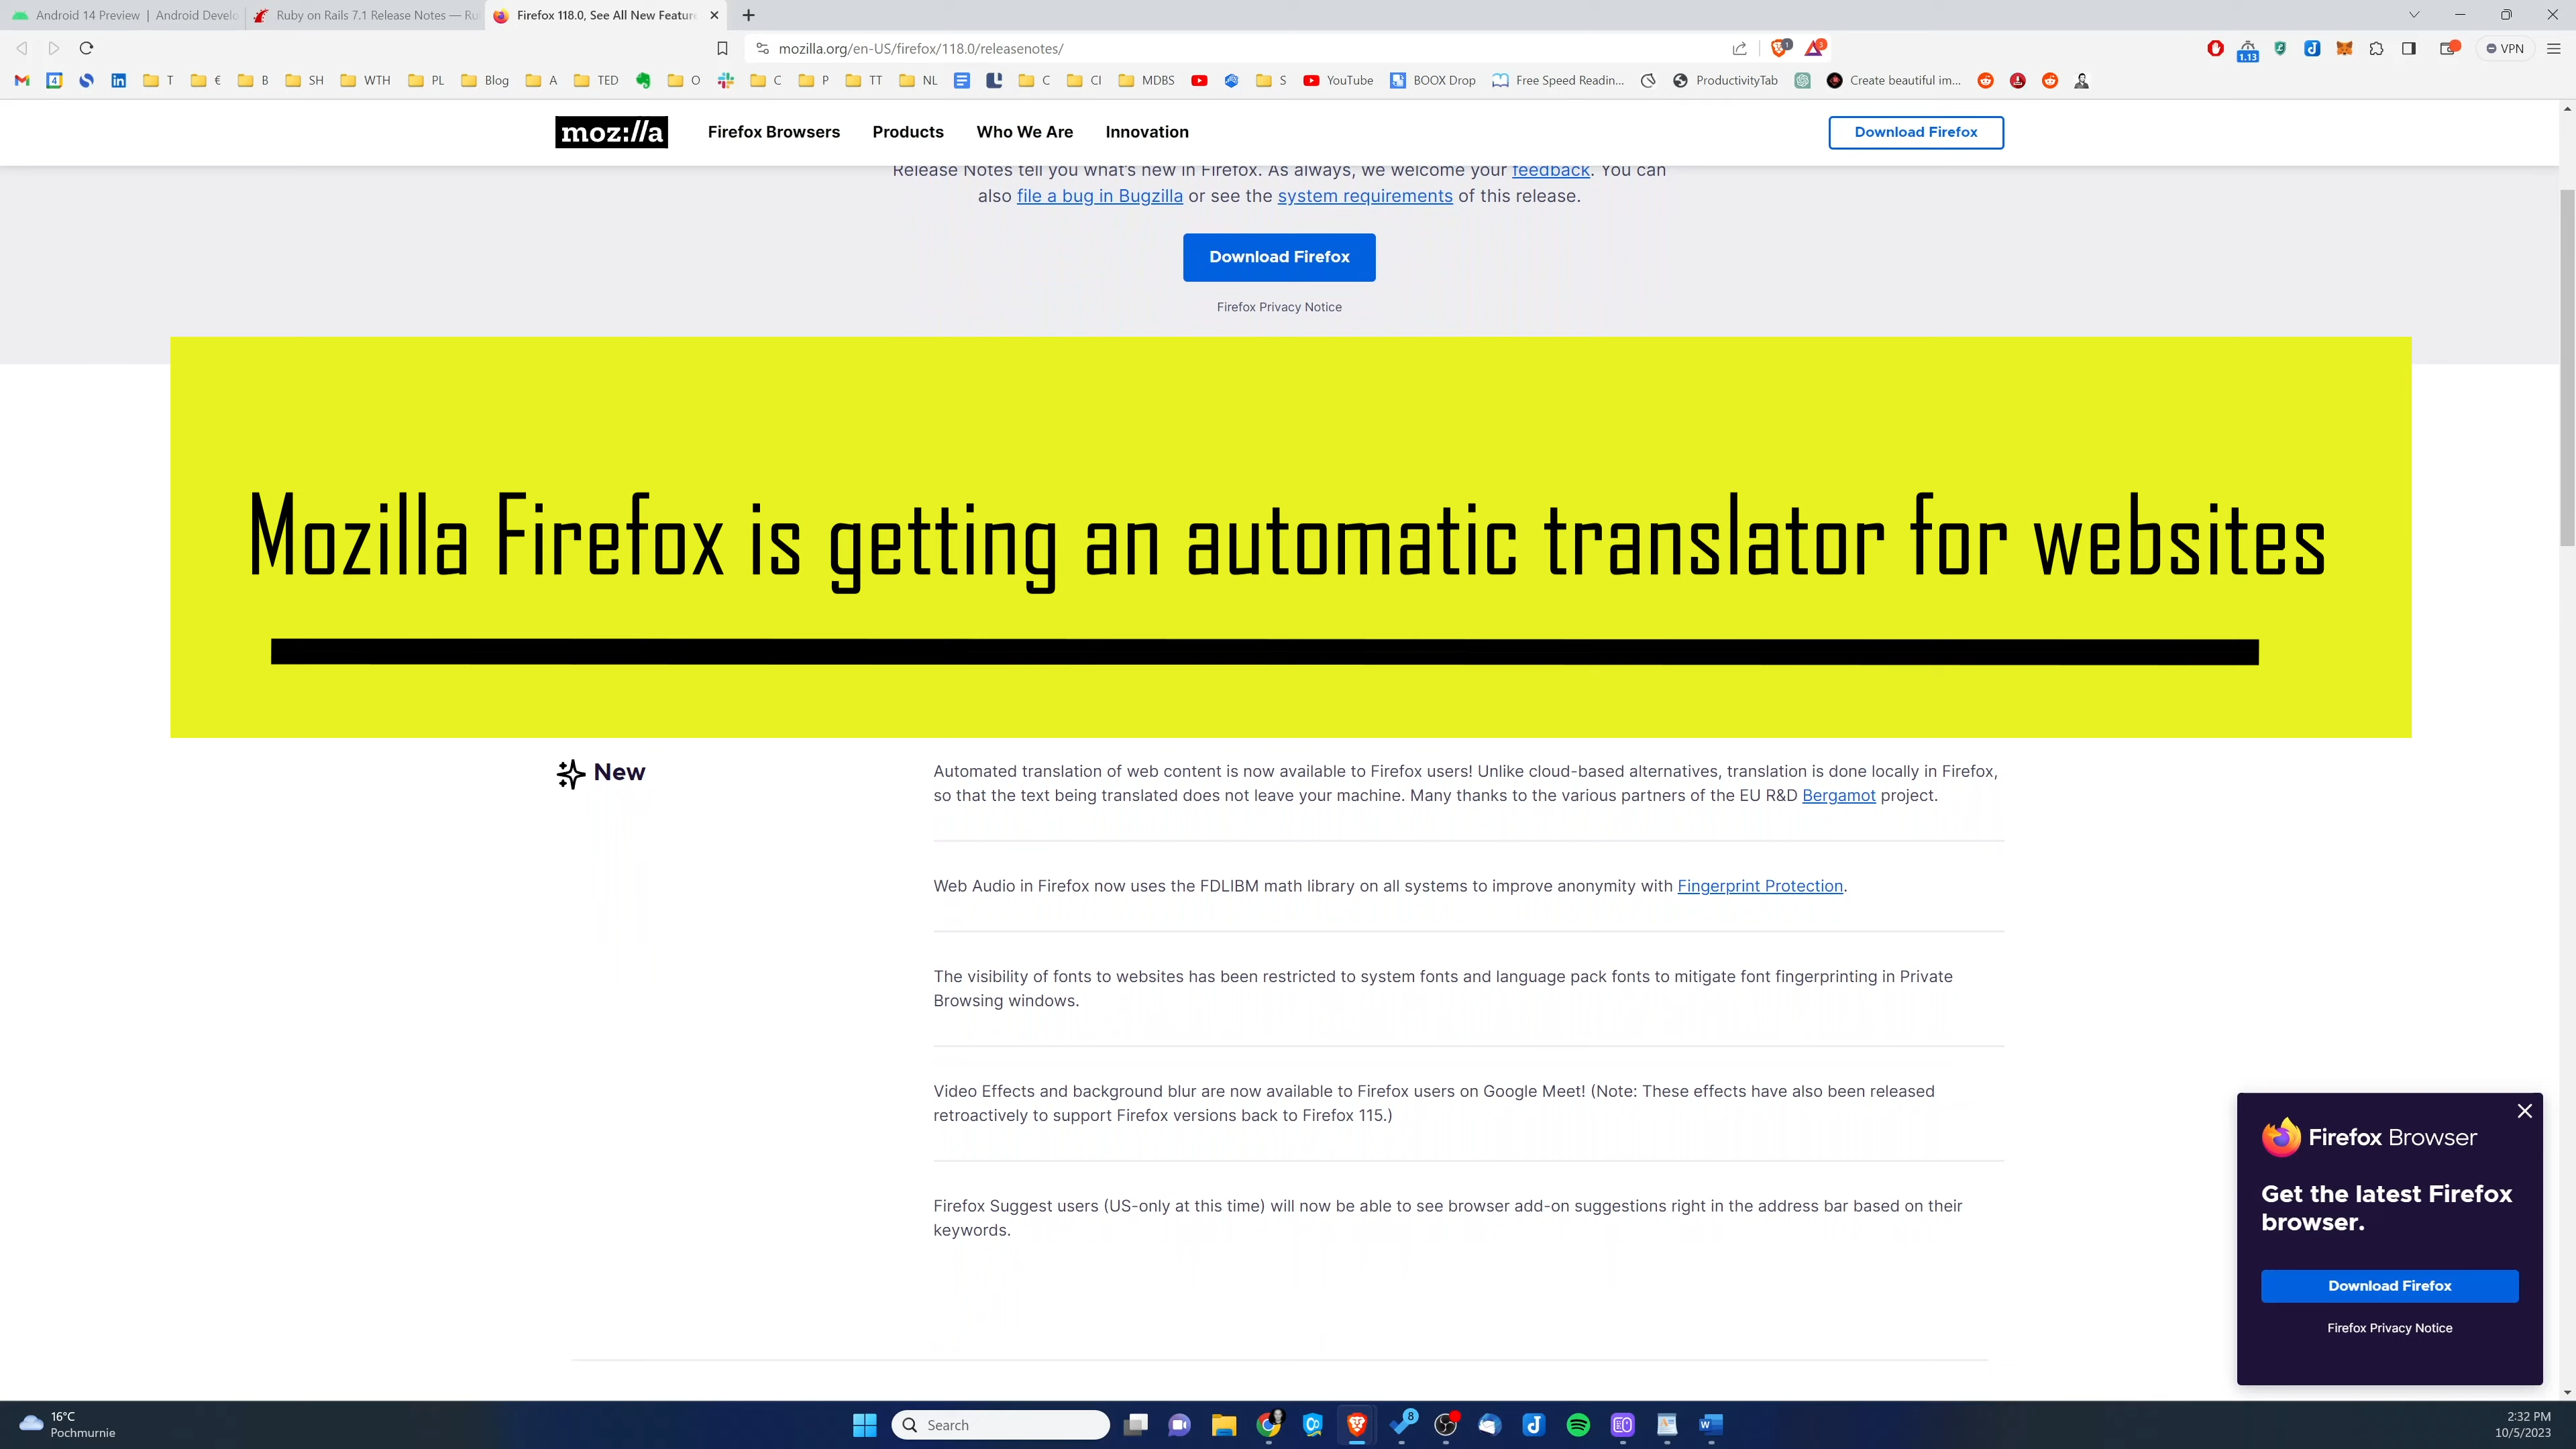 Android 14 Preview | Android Develo
Ruby on Rails 7.1 Release Notes — Ru
Firefox 118.0, See All New Feature
mozilla.org/en-US/firefox/118.0/releasenotes/
1
3
1.13
VPN
4
T
€
B
SH
WTH
PL
Blog
A
TED
O
C
P
TT
NL
C
CI
MDBS
S
YouTube
BOOX Drop
Free Speed Readin...
ProductivityTab
Create beautiful im...
moz://a
Firefox Browsers
Products
Who We Are
Innovation
Download Firefox
Release Notes tell you what's new in Firefox. As always, we welcome your feedback. You can
also file a bug in Bugzilla or see the system requirements of this release.
Download Firefox
Firefox Privacy Notice
Mozilla Firefox is getting an automatic translator for websites
New
Automated translation of web content is now available to Firefox users! Unlike cloud-based alternatives, translation is done locally in Firefox,
so that the text being translated does not leave your machine. Many thanks to the various partners of the EU R&D Bergamot project.
Web Audio in Firefox now uses the FDLIBM math library on all systems to improve anonymity with Fingerprint Protection.
The visibility of fonts to websites has been restricted to system fonts and language pack fonts to mitigate font fingerprinting in Private
Browsing windows.
Video Effects and background blur are now available to Firefox users on Google Meet! (Note: These effects have also been released
retroactively to support Firefox versions back to Firefox 115.)
Firefox Suggest users (US-only at this time) will now be able to see browser add-on suggestions right in the address bar based on their
keywords.
Firefox Browser
Get the latest Firefox
browser.
Download Firefox
Firefox Privacy Notice
16°C
Pochmurnie
Search
8
2:32 PM
10/5/2023